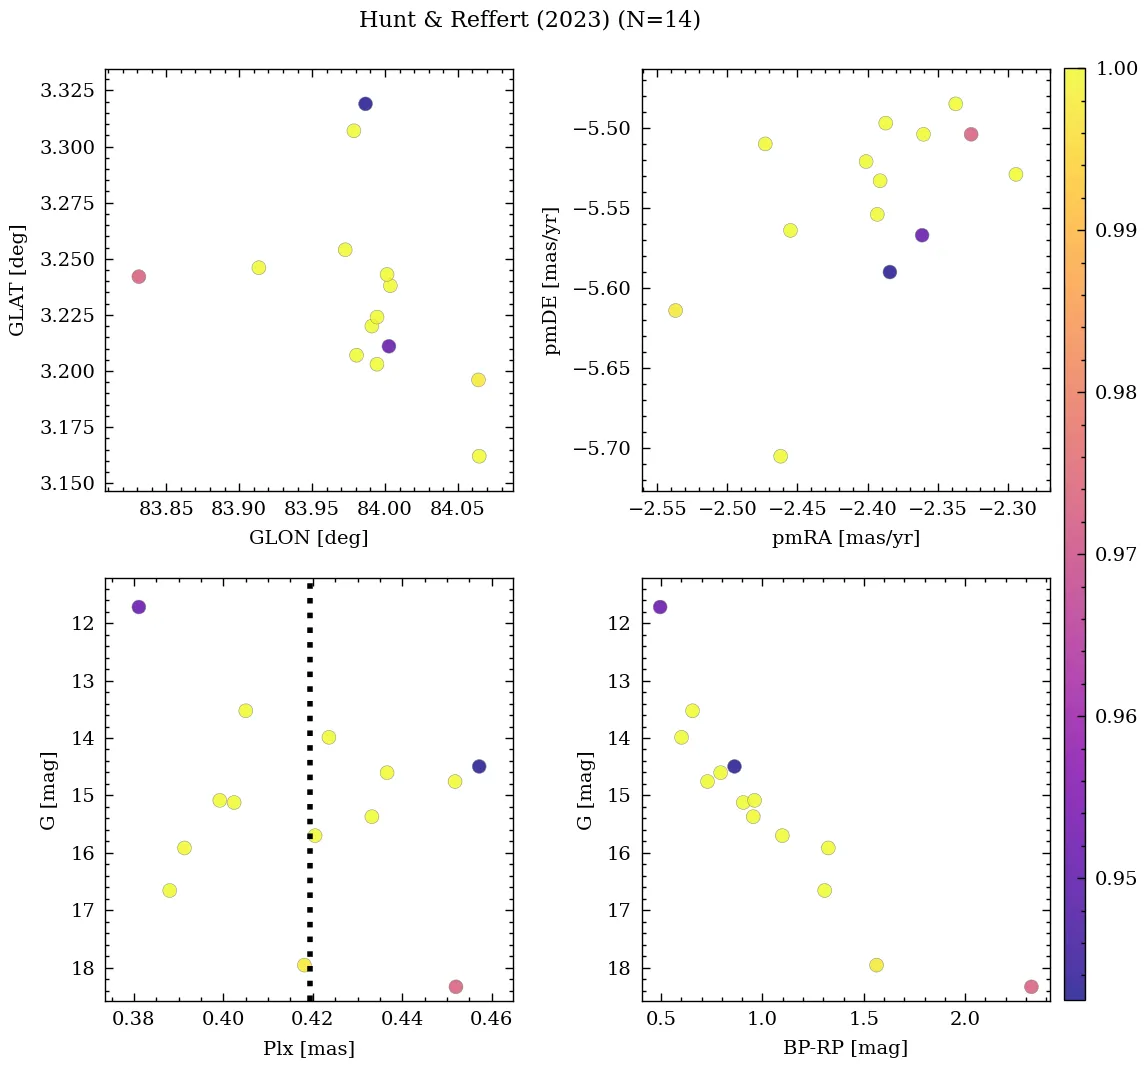 Hunt & Reffert (2023) (N=14)
3.325
3.300
3.275
3.250
3.225
3.200
3.175
3.150
GLAT [deg]
83.85 83.90 83.95 84.00 84.05
GLON [deg]
−5.50
−5.55
−5.60
−5.65
−5.70
pmDE [mas/yr]
−2.55 −2.50 −2.45 −2.40 −2.35 −2.30
pmRA [mas/yr]
12
13
14
15
16
17
18
G [mag]
0.38 0.40 0.42 0.44 0.46
Plx [mas]
12
13
14
15
16
17
18
G [mag]
0.5 1.0 1.5 2.0
BP-RP [mag]
1.00
0.99
0.98
0.97
0.96
0.95